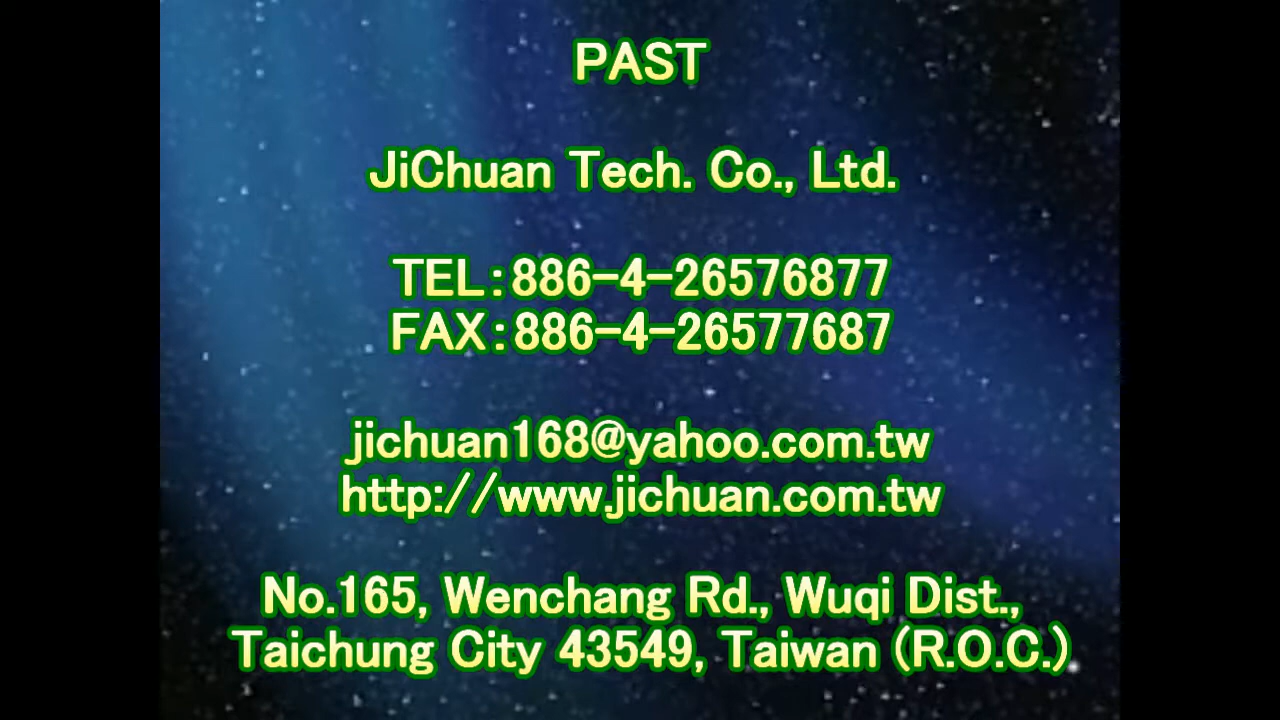 PAST
JiChuan Tech. Co., Ltd.
TEL:886-4-26576877
FAX:886-4-26577687
jichuan168@yahoo.com.tw
http://www.jichuan.com.tw
No.165, Wenchang Rd., Wuqi Dist.,
Taichung City 43549, Taiwan (R.O.C.)